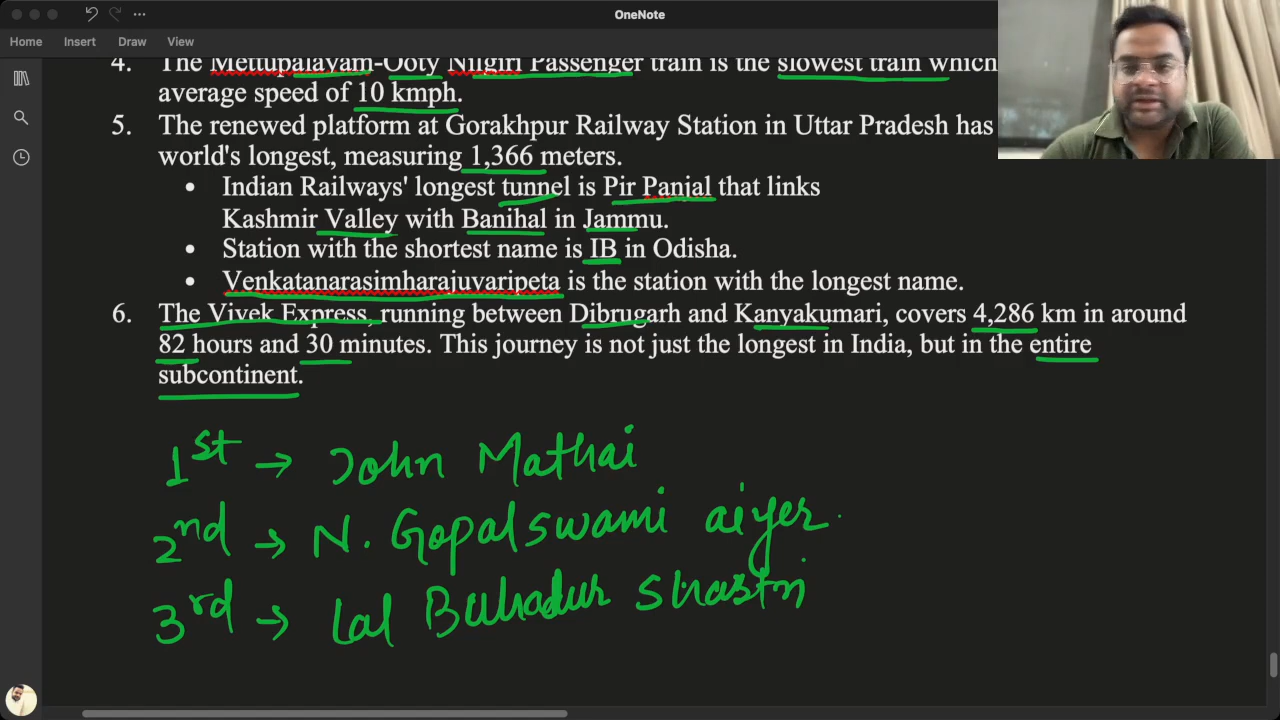 OneNote
Home Insert Draw View
4. The Mettupalayam-Ooty Nilgiri Passenger train is the slowest train which
average speed of 10 kmph.
5. The renewed platform at Gorakhpur Railway Station in Uttar Pradesh has
world's longest, measuring 1,366 meters.
• Indian Railways' longest tunnel is Pir Panjal that links
Kashmir Valley with Banihal in Jammu.
• Station with the shortest name is IB in Odisha.
• Venkatanarasimharajuvaripeta is the station with the longest name.
6. The Vivek Express, running between Dibrugarh and Kanyakumari, covers 4,286 km in around
82 hours and 30 minutes. This journey is not just the longest in India, but in the entire
subcontinent.
1st → John Mathai
2nd → N. Gopalswami aiyer.
3rd → Lal Bahadur Shastri